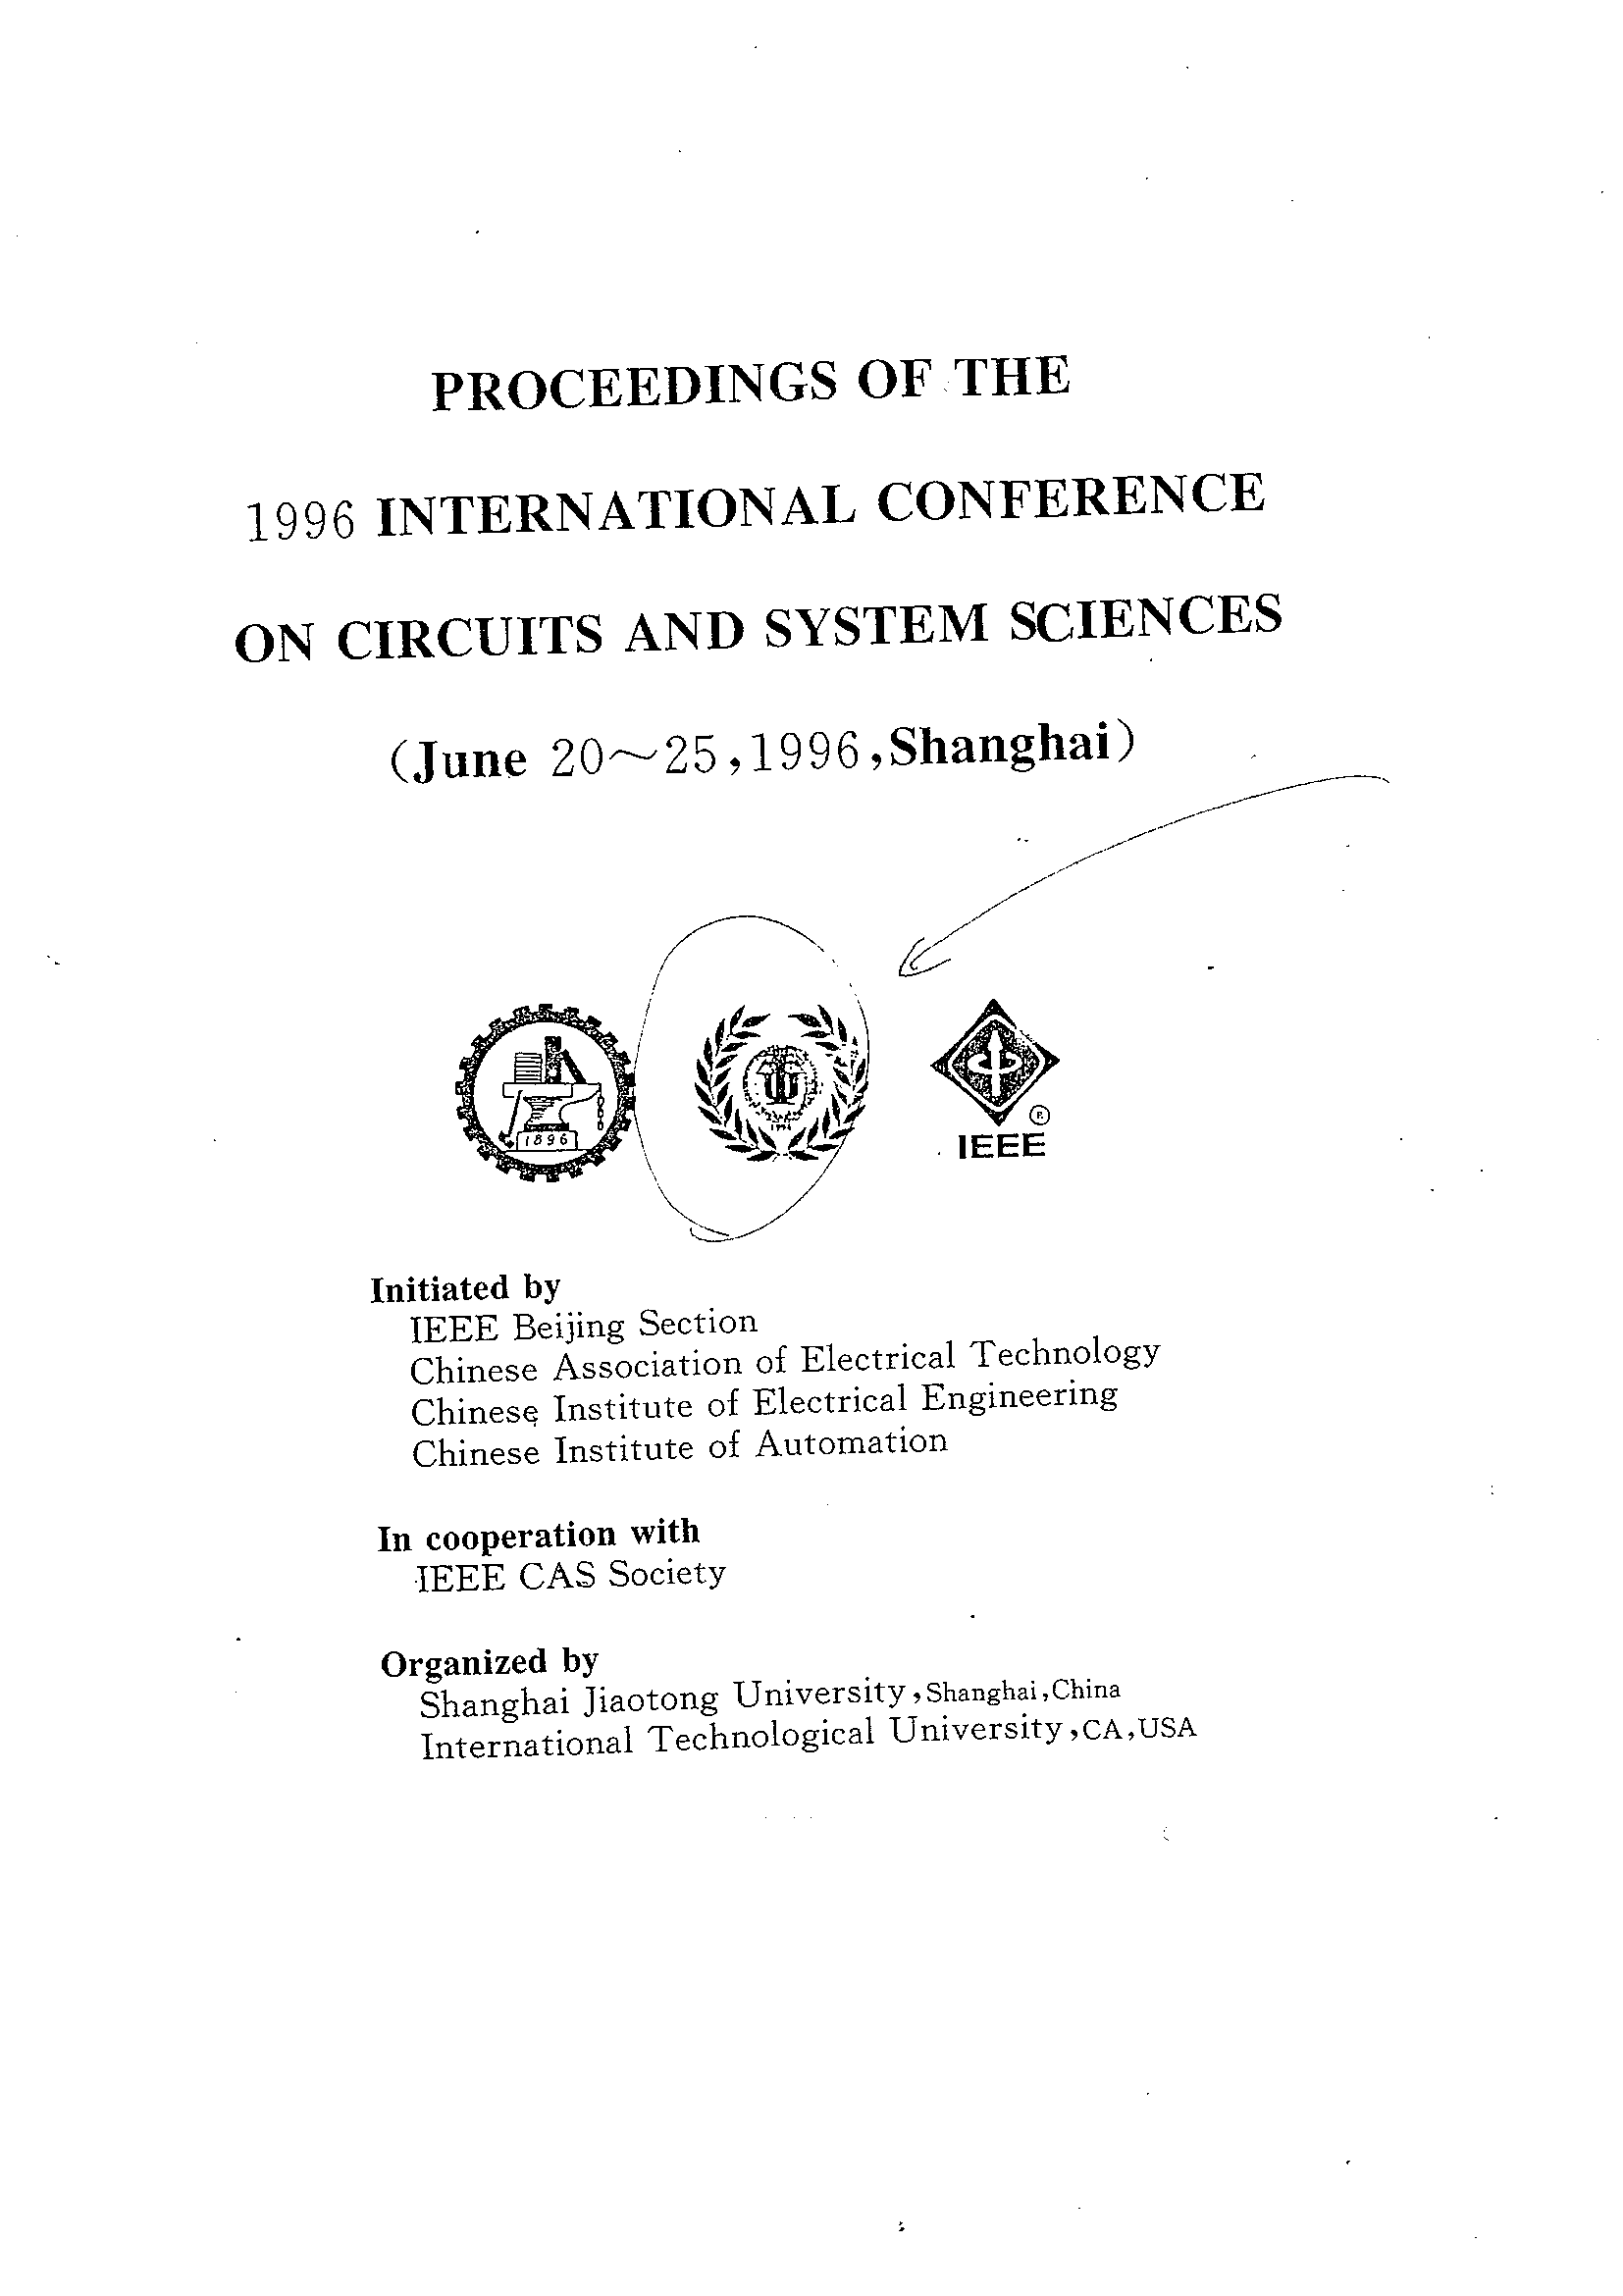 PROCEEDINGS OF THE
1996 INTERNATIONAL CONFERENCE
ON CIRCUITS AND SYSTEM SCIENCES
(June 20~25,1996,Shanghai)
1896
IEEE
Initiated by
IEEE Beijing Section
Chinese Association of Electrical Technology
Chinese Institute of Electrical Engineering
Chinese Institute of Automation
In cooperation with
IEEE CAS Society
Organized by
Shanghai Jiaotong University,Shanghai,China
International Technological University,CA,USA